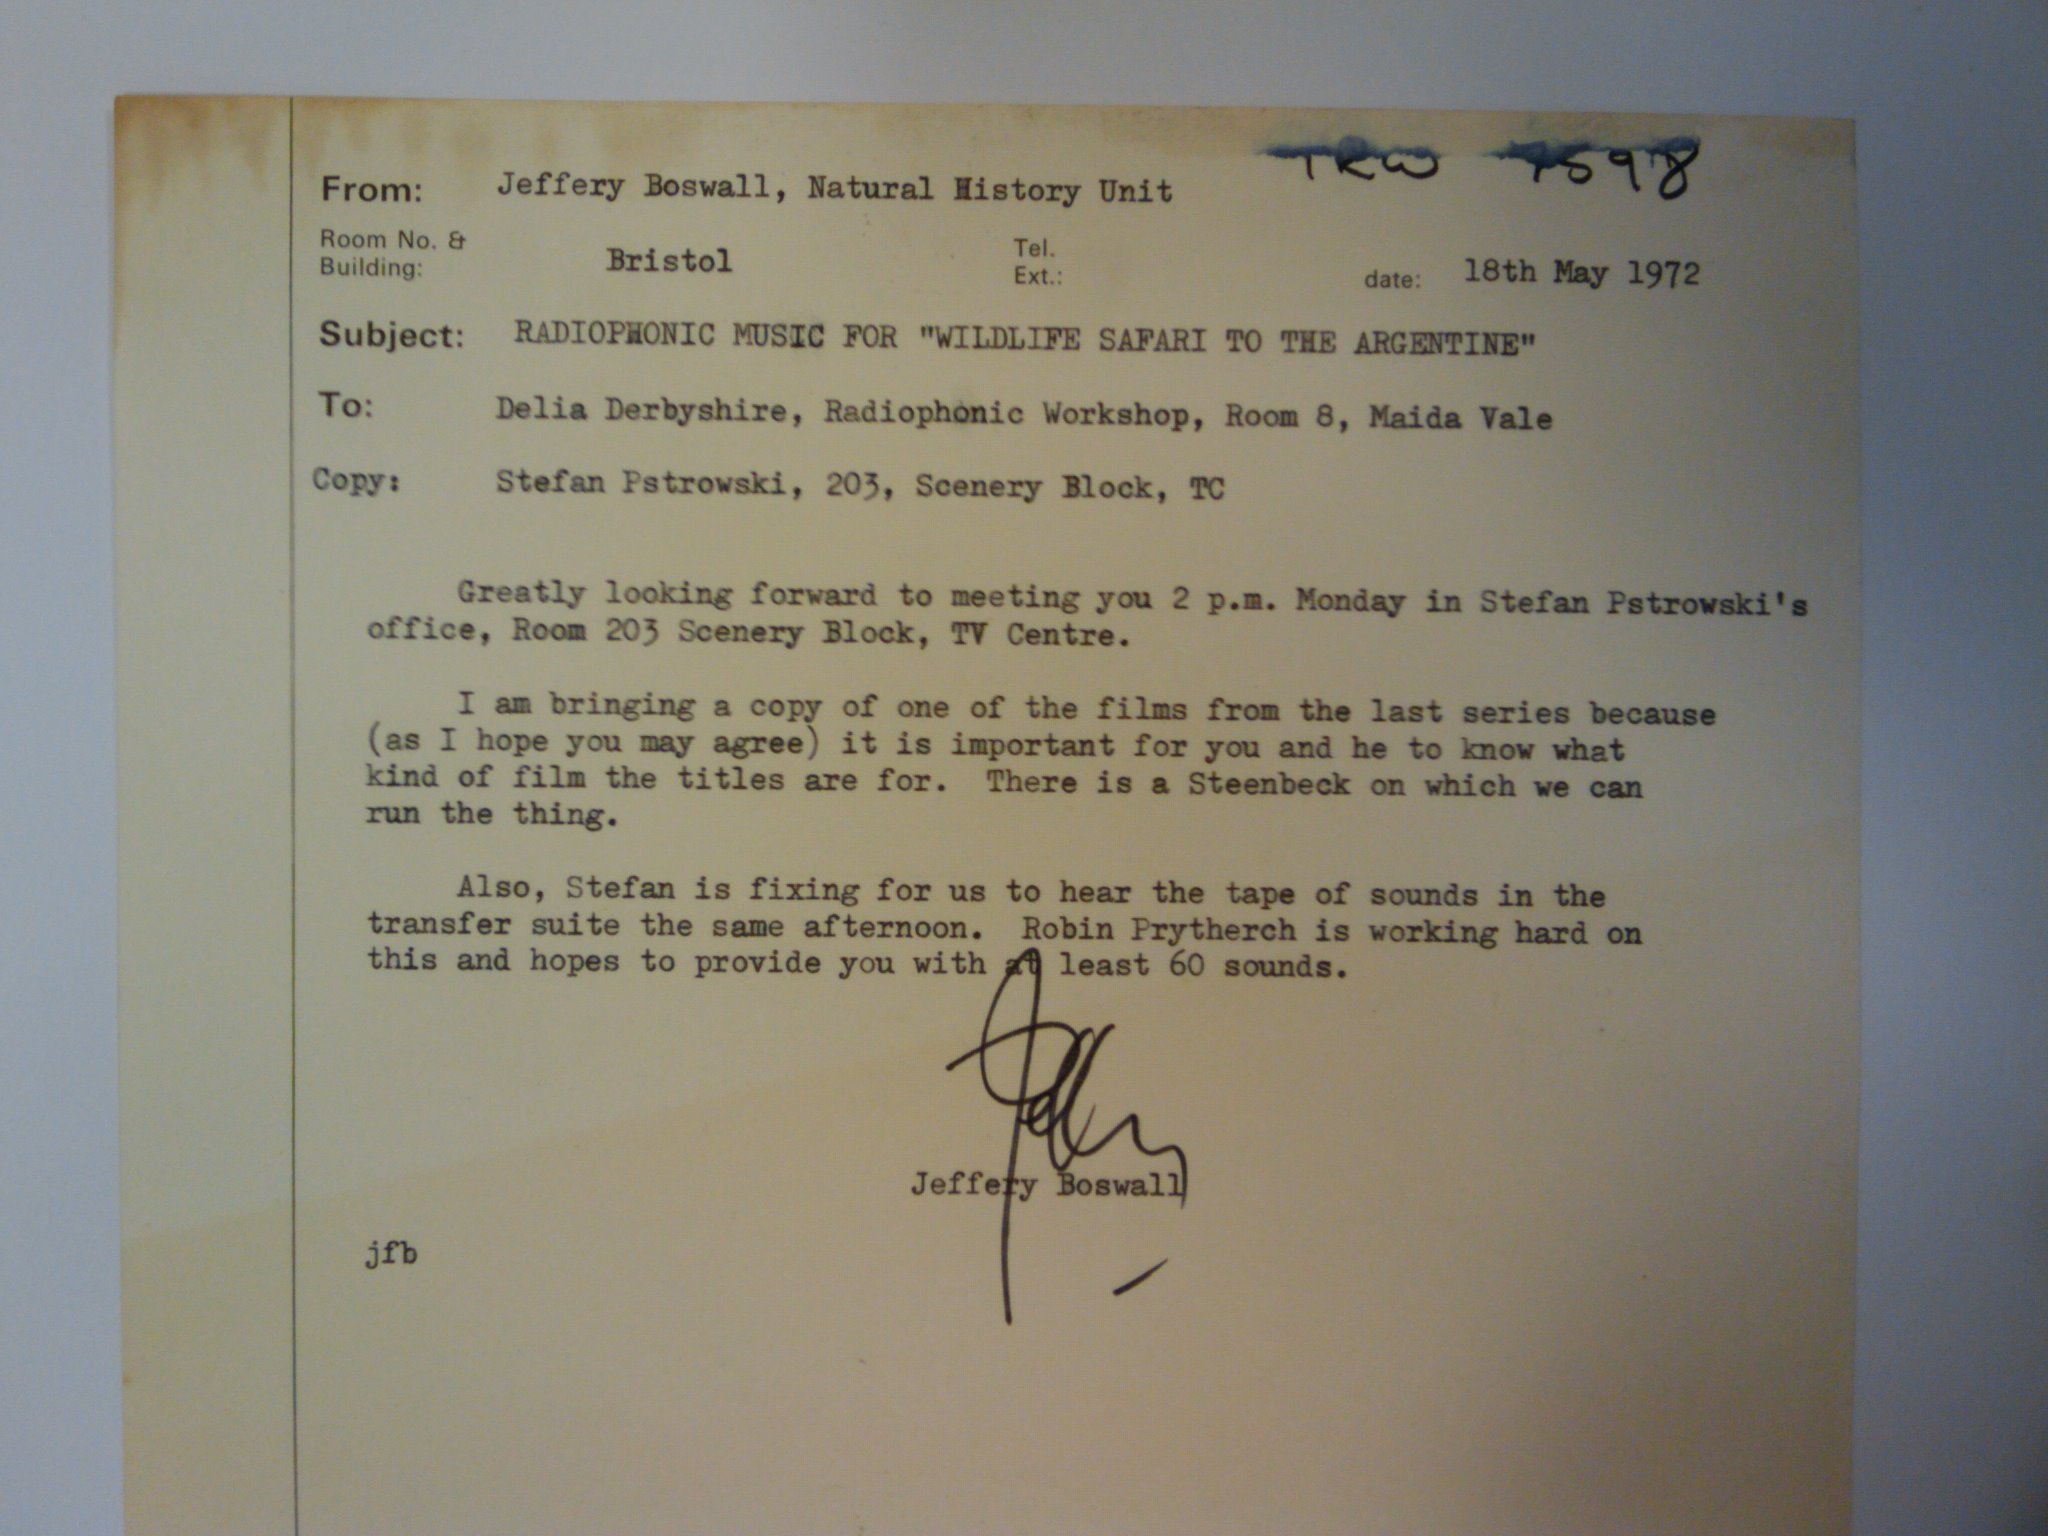 TRW 7598
From: Jeffery Boswall, Natural History Unit
Room No. &
Building: Bristol Tel.
Ext.: date: 18th May 1972
Subject: RADIOPHONIC MUSIC FOR "WILDLIFE SAFARI TO THE ARGENTINE"
To: Delia Derbyshire, Radiophonic Workshop, Room 8, Maida Vale
Copy: Stefan Pstrowski, 203, Scenery Block, TC
Greatly looking forward to meeting you 2 p.m. Monday in Stefan Pstrowski's
office, Room 203 Scenery Block, TV Centre.
I am bringing a copy of one of the films from the last series because
(as I hope you may agree) it is important for you and he to know what
kind of film the titles are for. There is a Steenbeck on which we can
run the thing.
Also, Stefan is fixing for us to hear the tape of sounds in the
transfer suite the same afternoon. Robin Prytherch is working hard on
this and hopes to provide you with at least 60 sounds.
Jeffery
Jeffery Boswall
jfb